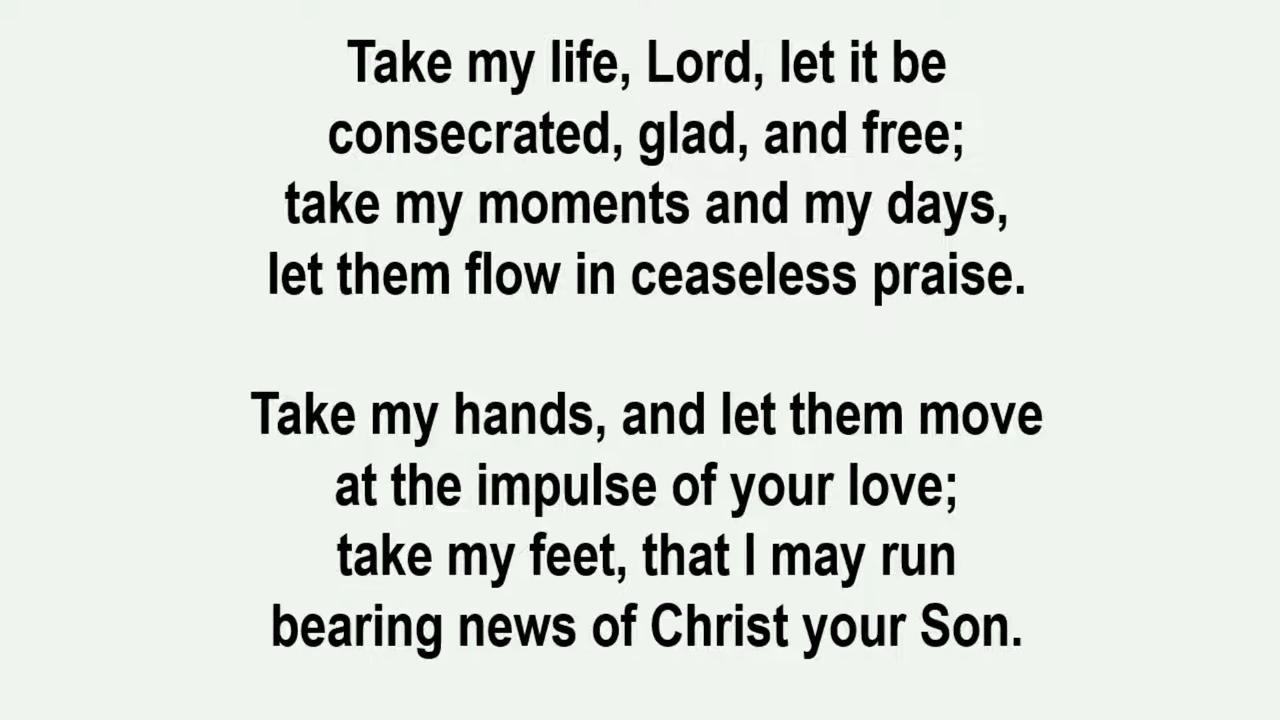 Take my life, Lord, let it be
consecrated, glad, and free;
take my moments and my days,
let them flow in ceaseless praise.
Take my hands, and let them move
at the impulse of your love;
take my feet, that I may run
bearing news of Christ your Son.